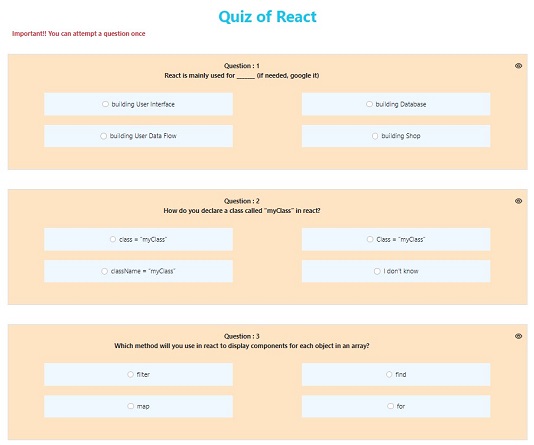 Quiz of React
Important!! You can attempt a question once
Question : 1
React is mainly used for _____ (if needed, google it)
building User Interface
building Database
building User Data Flow
building Shop
Question : 2
How do you declare a class called "myClass" in react?
class = "myClass"
Class = "myClass"
className = "myClass"
I don't know
Question : 3
Which method will you use in react to display components for each object in an array?
filter
find
map
for